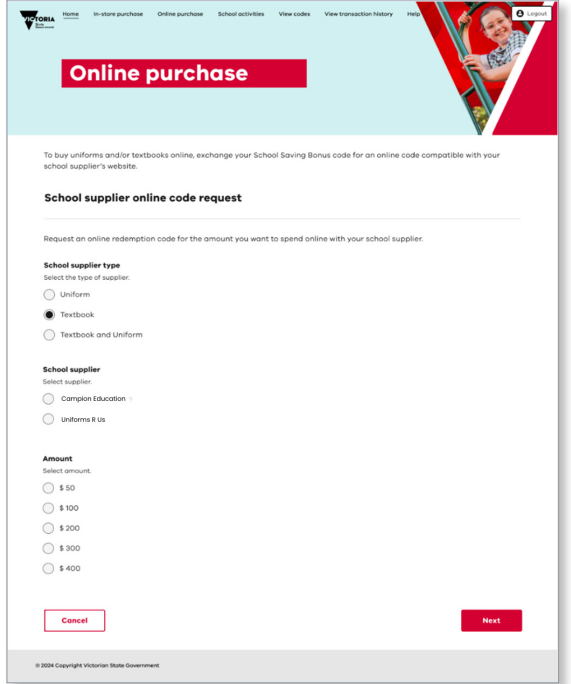 VICTORIA
State
Government
Home
In-store purchase
Online purchase
School activities
View codes
View transaction history
Help
Logout
Online purchase
To buy uniforms and/or textbooks online, exchange your School Saving Bonus code for an online code compatible with your
school supplier's website.
School supplier online code request
Request an online redemption code for the amount you want to spend online with your school supplier.
School supplier type
Select the type of supplier.
Uniform
Textbook
Textbook and Uniform
School supplier
Select supplier.
Campion Education
Uniforms R Us
Amount
Select amount.
$ 50
$ 100
$ 200
$ 300
$ 400
Cancel
Next
© 2024 Copyright Victorian State Government